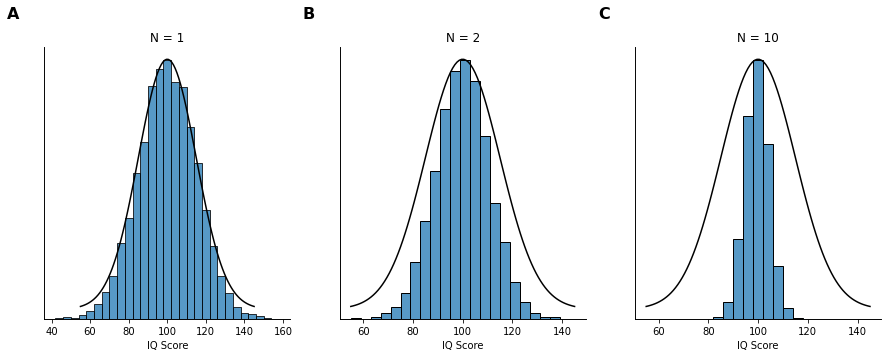 A
B
C
N = 1
N = 2
N = 10
40 60 80 100 120 140 160
60 80 100 120 140
60 80 100 120 140
IQ Score
IQ Score
IQ Score